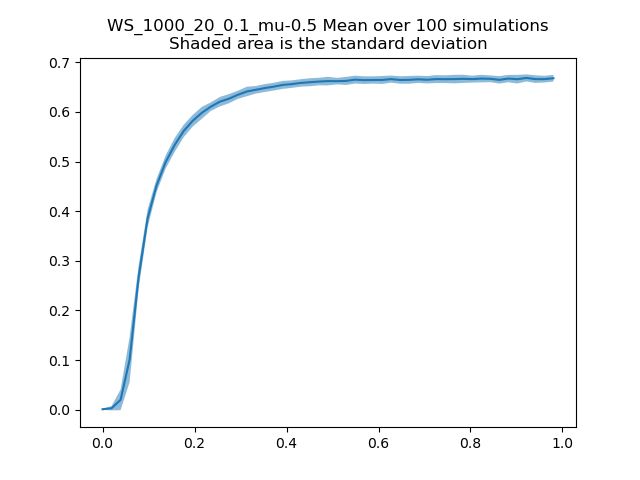 WS_1000_20_0.1_mu-0.5 Mean over 100 simulations
Shaded area is the standard deviation
0.7
0.6
0.5
0.4
0.3
0.2
0.1
0.0
0.0 0.2 0.4 0.6 0.8 1.0